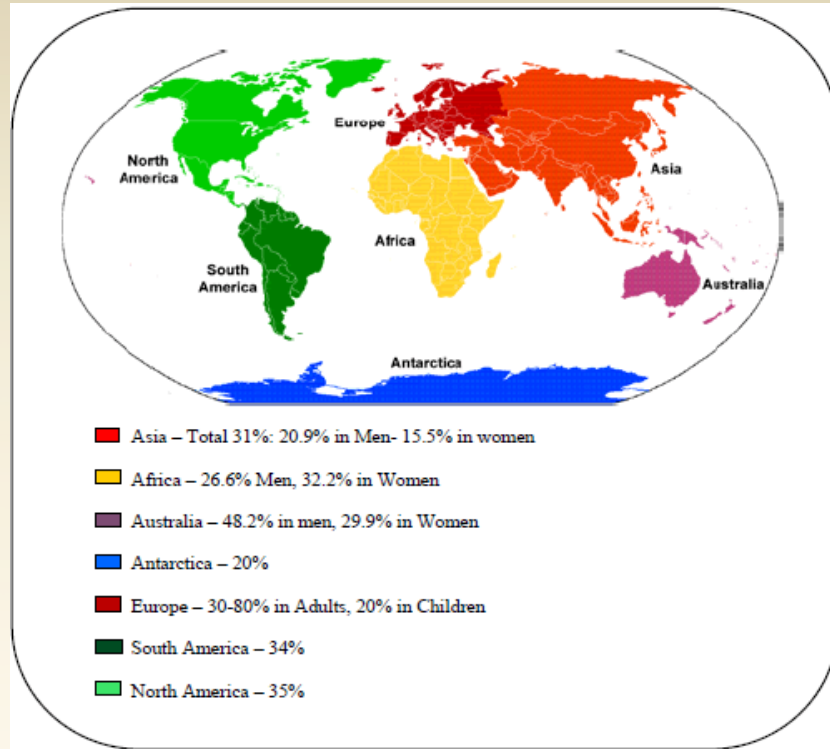 Europe
North
America
Asia
Africa
South
America
Australia
Antarctica
Asia – Total 31%: 20.9% in Men- 15.5% in women
Africa – 26.6% Men, 32.2% in Women
Australia – 48.2% in men, 29.9% in Women
Antarctica – 20%
Europe – 30-80% in Adults, 20% in Children
South America – 34%
North America – 35%